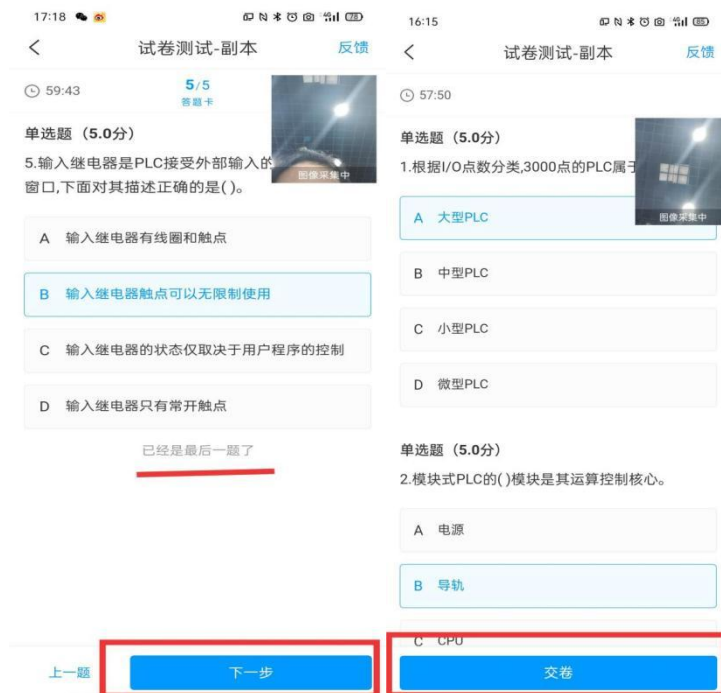 17:18
78
试卷测试-副本
反馈
59:43
5/5
答题卡
图像采集中
单选题（5.0分）
5.输入继电器是PLC接受外部输入的
窗口,下面对其描述正确的是( )。
A 输入继电器有线圈和触点
B 输入继电器触点可以无限制使用
C 输入继电器的状态仅取决于用户程序的控制
D 输入继电器只有常开触点
已经是最后一题了
上一题
下一步
16:15
85
试卷测试-副本
反馈
57:50
图像采集中
单选题（5.0分）
1.根据I/O点数分类,3000点的PLC属于
A 大型PLC
B 中型PLC
C 小型PLC
D 微型PLC
单选题（5.0分）
2.模块式PLC的( )模块是其运算控制核心。
A 电源
B 导轨
C CPU
交卷